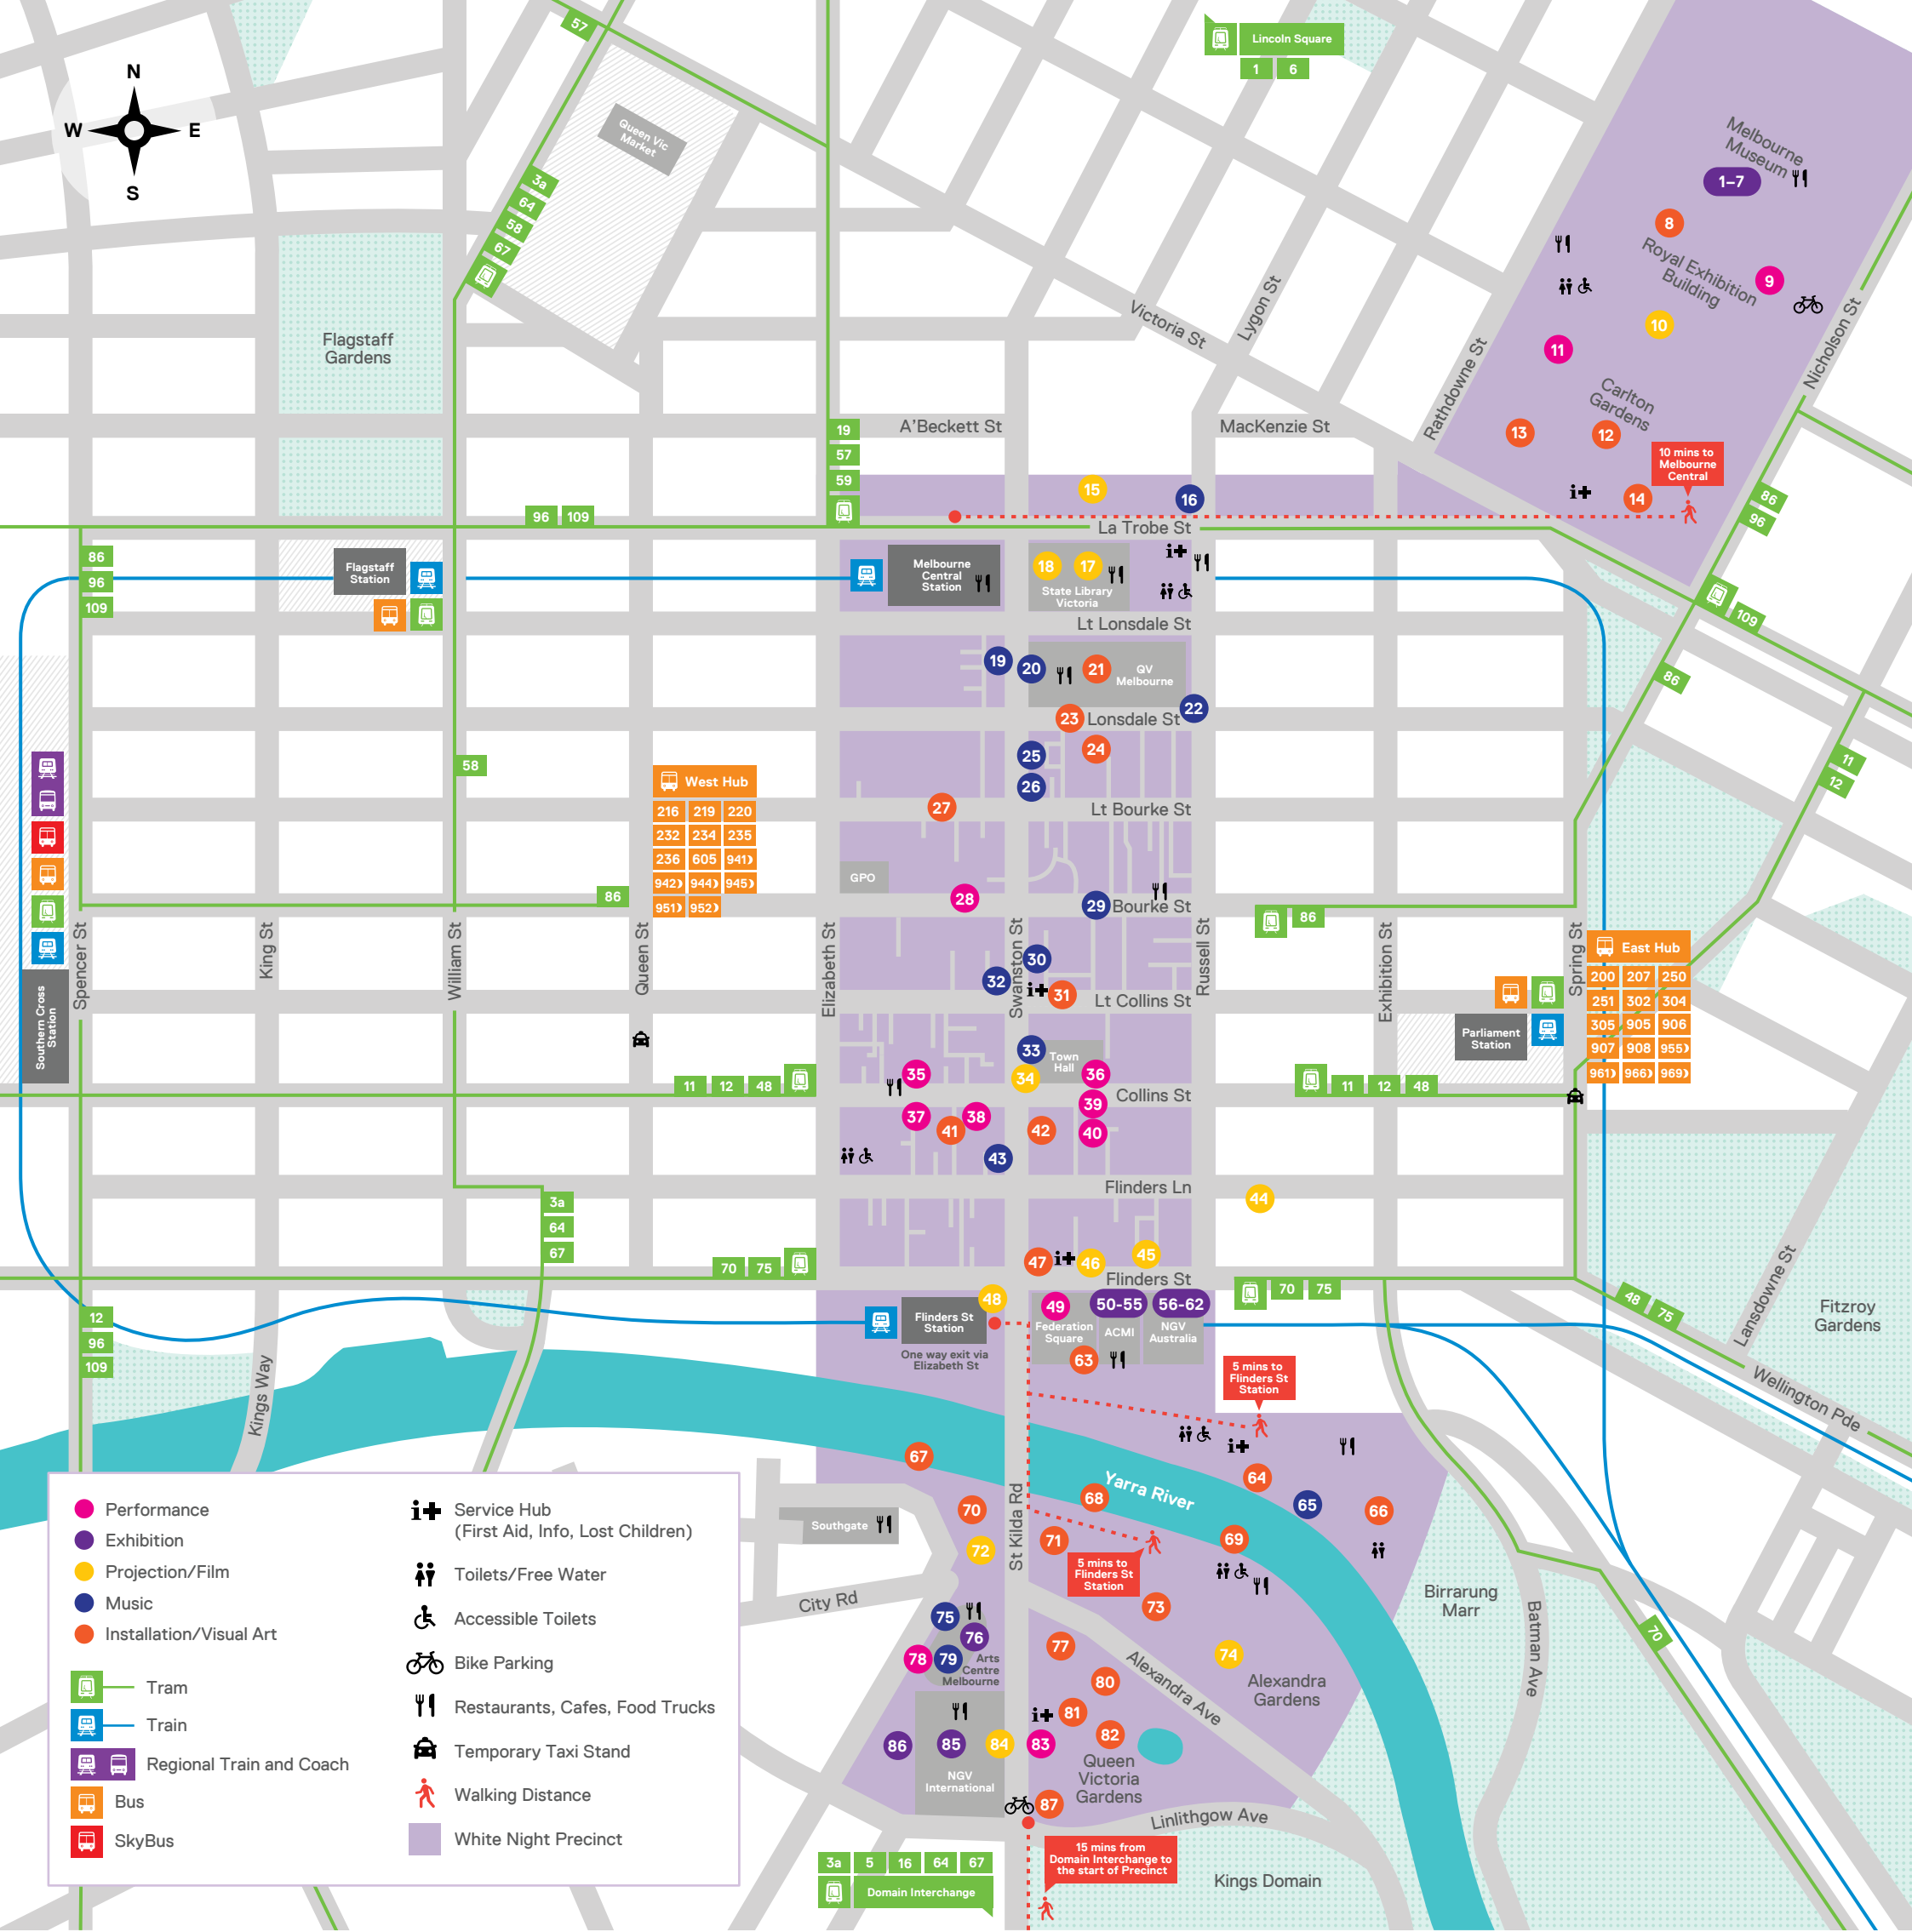 57
Lincoln Square
1 6
N
W E
S
Queen Vic
Market
Melbourne
Museum
1–7
3a
64
58
67
8
Royal Exhibition
Building
9
10
11
Victoria St
Lygon St
Rathdowne St
Nicholson St
Flagstaff
Gardens
Carlton
Gardens
12
13
14
A'Beckett St
MacKenzie St
19
57
59
10 mins to
Melbourne
Central
15
16
86
96
96 109
La Trobe St
86
96
109
Flagstaff
Station
Melbourne
Central
Station
18
17
State Library
Victoria
109
Lt Lonsdale St
19
20
21
QV
Melbourne
86
22
23
Lonsdale St
24
25
26
58
11
12
West Hub
216 219 220
232 234 235
236 605 941
942 944 945
951 952
27
Lt Bourke St
GPO
28
29
Bourke St
86
86
Spencer St
King St
William St
Queen St
Elizabeth St
Swanston St
Russell St
Exhibition St
Spring St
East Hub
200 207 250
251 302 304
305 905 906
907 908 955
961 966 969
30
31
32
Lt Collins St
Southern Cross
Station
Parliament
Station
33
Town
Hall
34
35
36
11 12 48
Collins St
11 12 48
37
38
39
40
41
42
43
Flinders Ln
44
3a
64
67
45
46
47
70 75
Flinders St
70 75
48 75
Lansdowne St
Fitzroy
Gardens
Wellington Pde
12
96
109
48
Flinders St
Station
One way exit via
Elizabeth St
49
50-55
56-62
Federation
Square
ACMI
NGV
Australia
63
5 mins to
Flinders St
Station
Kings Way
67
Yarra River
64
65
66
68
69
70
71
72
Southgate
St Kilda Rd
5 mins to
Flinders St
Station
73
City Rd
Birrarung
Marr
Batman Ave
70
74
75
76
77
78
79
Arts
Centre
Melbourne
80
81
82
83
84
85
86
Alexandra Ave
Alexandra
Gardens
NGV
International
Queen
Victoria
Gardens
87
Linlithgow Ave
15 mins from
Domain Interchange to
the start of Precinct
Kings Domain
3a 5 16 64 67
Domain Interchange
Performance
Exhibition
Projection/Film
Music
Installation/Visual Art
Tram
Train
Regional Train and Coach
Bus
SkyBus
Service Hub
(First Aid, Info, Lost Children)
Toilets/Free Water
Accessible Toilets
Bike Parking
Restaurants, Cafes, Food Trucks
Temporary Taxi Stand
Walking Distance
White Night Precinct